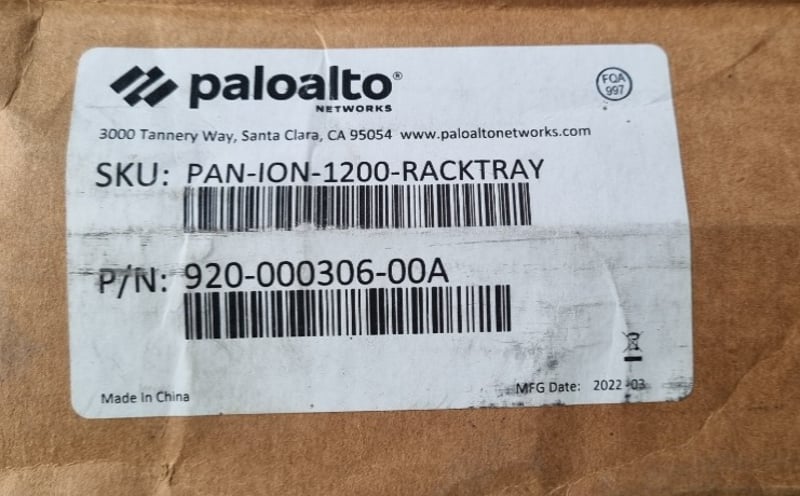 paloalto®
NETWORKS
FQA
997
3000 Tannery Way, Santa Clara, CA 95054 www.paloaltonetworks.com
SKU: PAN-ION-1200-RACKTRAY
P/N: 920-000306-00A
Made In China
MFG Date: 2022-03